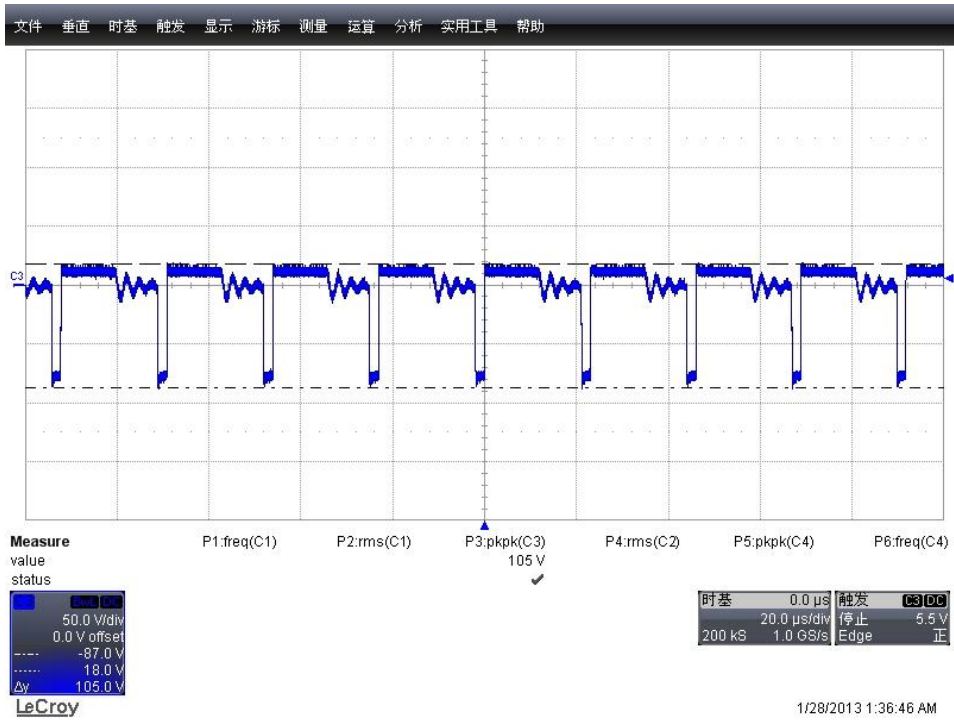 文件 垂直 时基 触发 显示 游标 测量 运算 分析 实用工具 帮助
C3
Measure P1:freq(C1) P2:rms(C1) P3:pkpk(C3) P4:rms(C2) P5:pkpk(C4) P6:freq(C4)
value 105 V
status
BwL DC
50.0 V/div
0.0 V offset
-87.0 V
18.0 V
Δy 105.0 V
时基 0.0 µs
20.0 µs/div
200 kS 1.0 GS/s
触发 C3 DC
停止 5.5 V
Edge 正
LeCroy
1/28/2013 1:36:46 AM